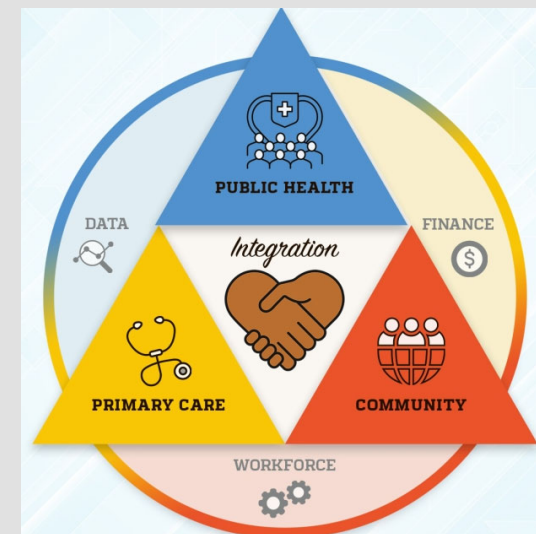 PUBLIC HEALTH
DATA
FINANCE
Integration
$
PRIMARY CARE
COMMUNITY
WORKFORCE